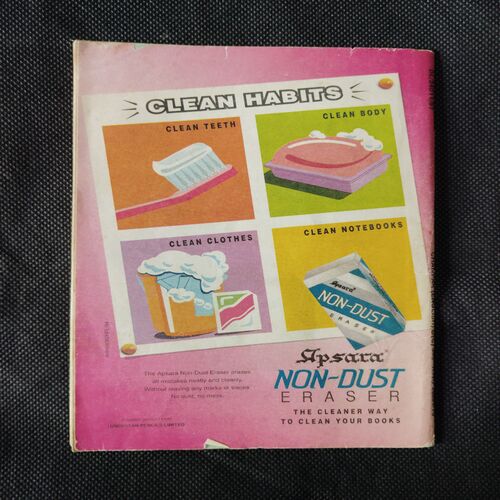 CLEAN HABITS
CLEAN TEETH
CLEAN BODY
CLEAN CLOTHES
CLEAN NOTEBOOKS
Apsara
NON-DUST
ERASER
Apsara
NON-DUST
ERASER
THE CLEANER WAY
TO CLEAN YOUR BOOKS
The Apsara Non-Dust Eraser erases
all mistakes neatly and cleanly.
Without leaving any marks or traces.
No dust, no mess.
HINDUSTAN PENCILS LIMITED